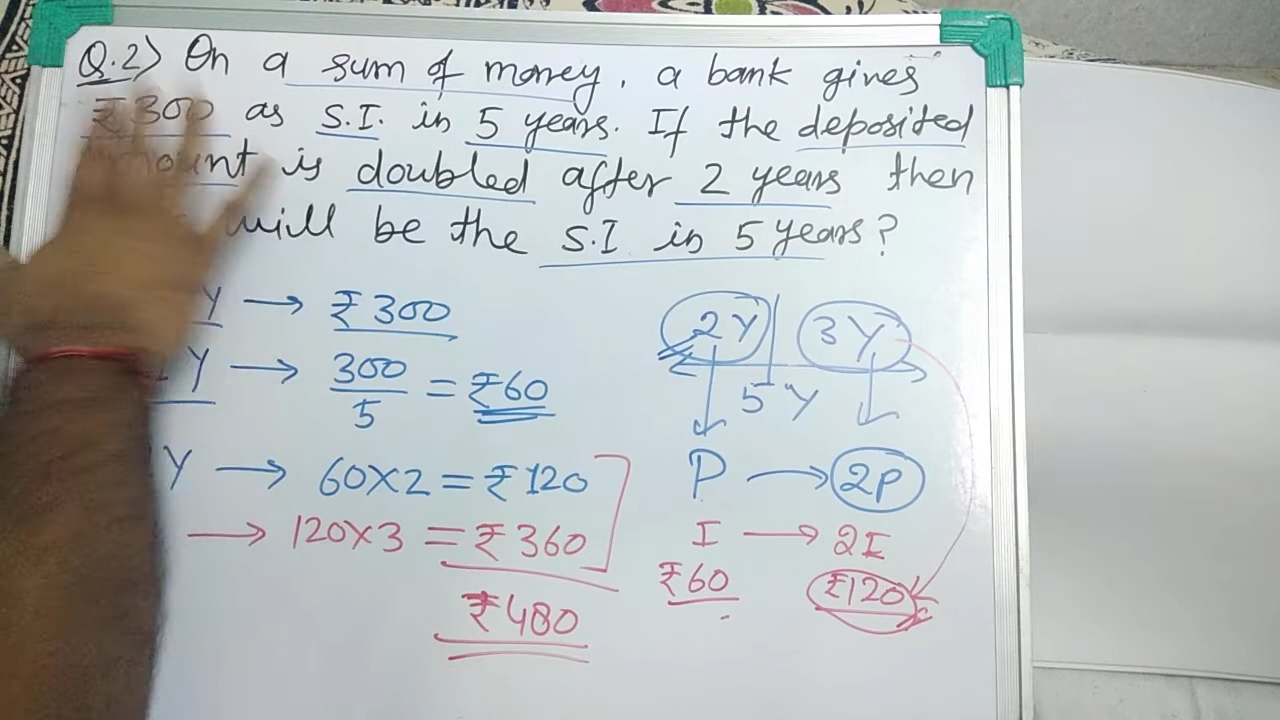 Q.2) On a sum of money, a bank gives
₹300 as S.I. in 5 years. If the deposited
is doubled after 2 years then
will be the S.I in 5 years?
Y → ₹300
Y → 300/5 = ₹60
Y → 60×2 = ₹120
→ 120×3 = ₹360
₹480
2Y 3Y
5Y
P → 2P
I → 2I
₹60 ₹120